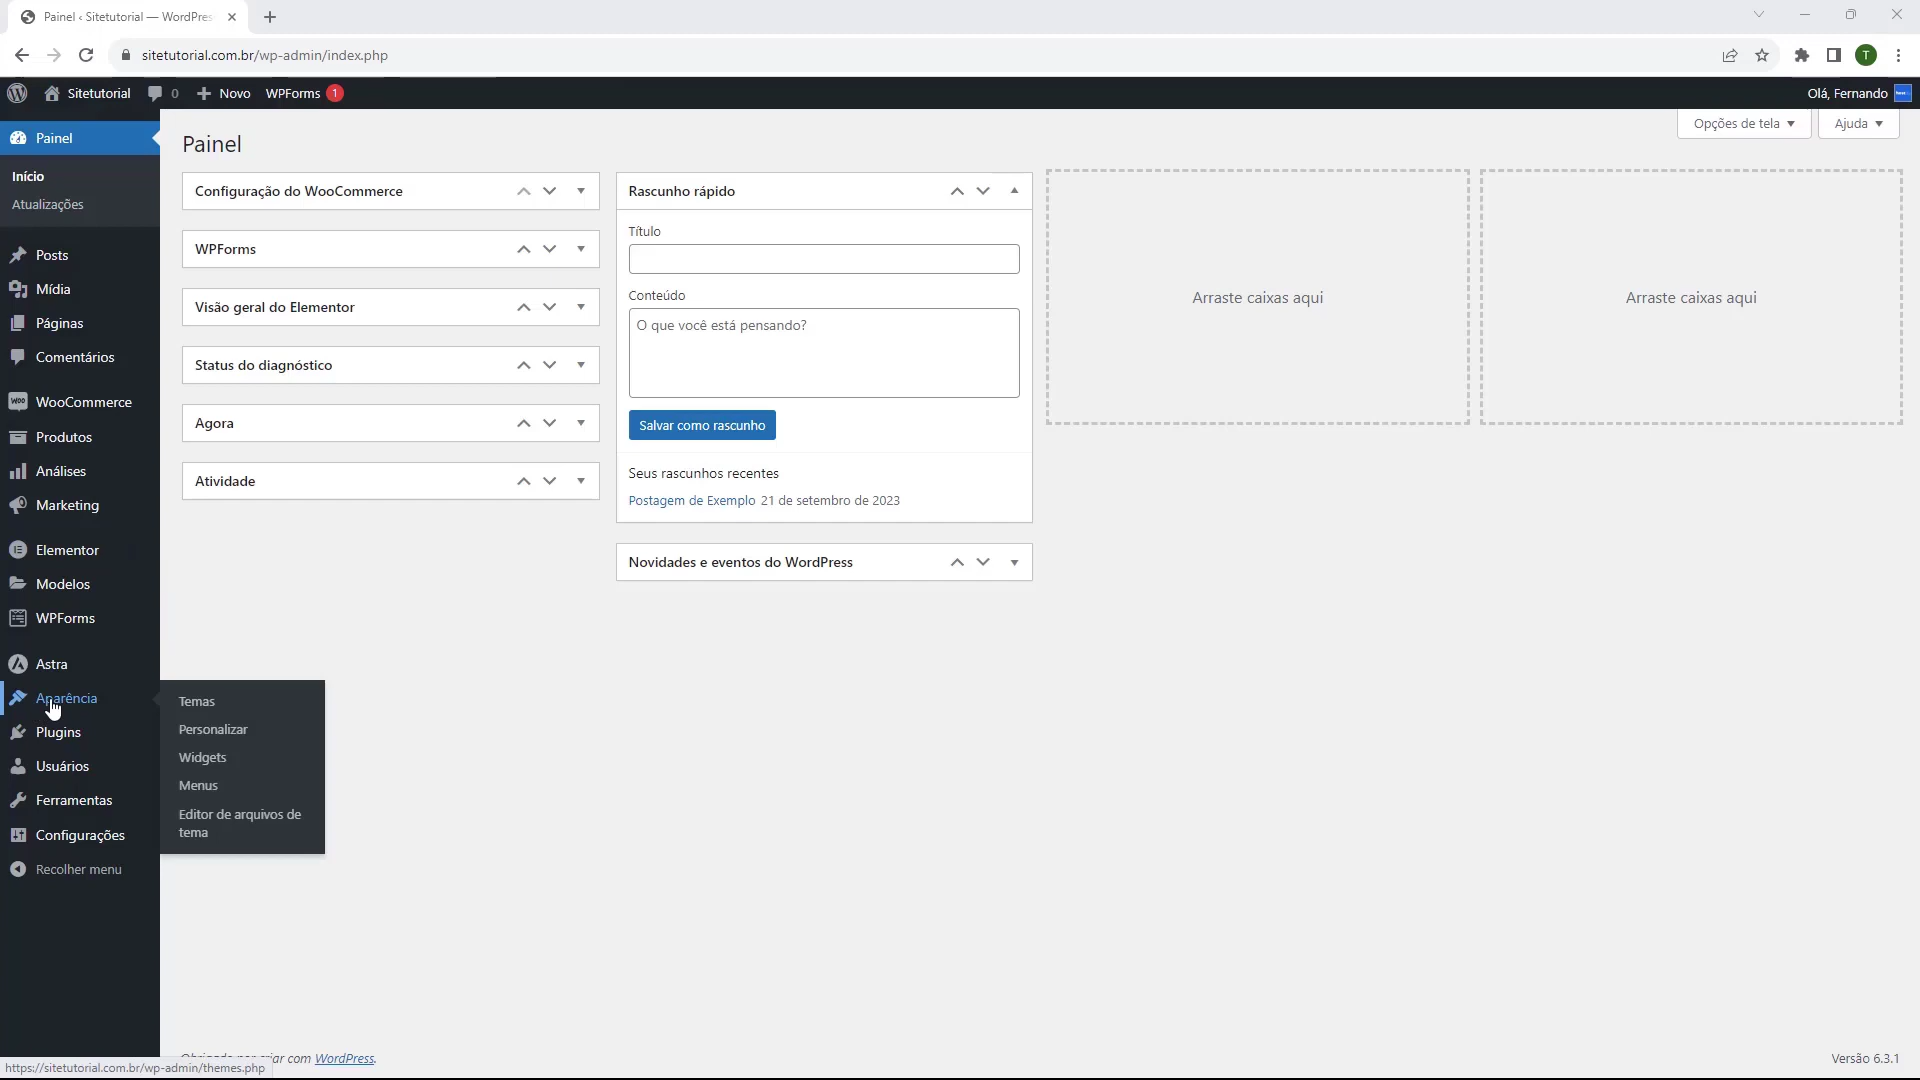 Painel ‹ Sitetutorial — WordPres
sitetutorial.com.br/wp-admin/index.php
T
Sitetutorial
0
Novo
WPForms 1
Olá, Fernando
Painel
Início
Atualizações
Posts
Mídia
Páginas
Comentários
WooCommerce
Produtos
Análises
Marketing
Elementor
Modelos
WPForms
Astra
Aparência
Plugins
Usuários
Ferramentas
Configurações
Recolher menu
Temas
Personalizar
Widgets
Menus
Editor de arquivos de
tema
Opções de tela
Ajuda
Painel
Configuração do WooCommerce
WPForms
Visão geral do Elementor
Status do diagnóstico
Agora
Atividade
Rascunho rápido
Título
Conteúdo
O que você está pensando?
Salvar como rascunho
Seus rascunhos recentes
Postagem de Exemplo 21 de setembro de 2023
Novidades e eventos do WordPress
Arraste caixas aqui
Arraste caixas aqui
criar com WordPress.
Versão 6.3.1
https://sitetutorial.com.br/wp-admin/themes.php